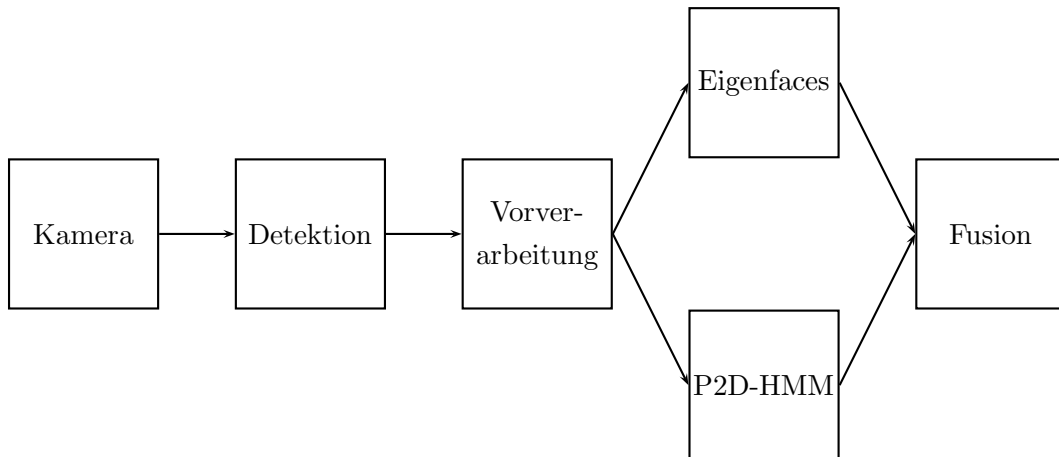 Kamera
Detektion
Vorver-
arbeitung
Eigenfaces
P2D-HMM
Fusion